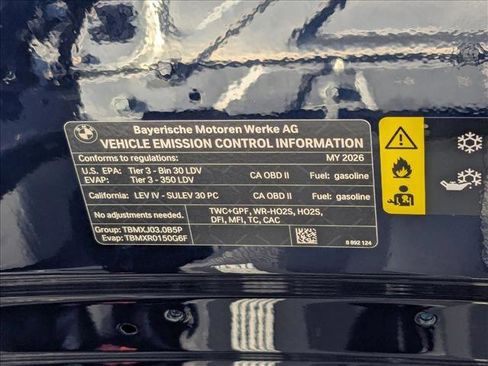 BMW
Bayerische Motoren Werke AG
VEHICLE EMISSION CONTROL INFORMATION
Conforms to regulations: MY 2026
U.S. EPA: Tier 3 - Bin 30 LDV CA OBD II Fuel: gasoline
EVAP: Tier 3 - 350 LDV
California: LEV IV - SULEV 30 PC CA OBD II Fuel: gasoline
No adjustments needed. TWC+GPF, WR-HO2S, HO2S,
DFI, MFI, TC, CAC
Group: TBMXJ03.0B5P
Evap: TBMXR0150G6F 8 892 124